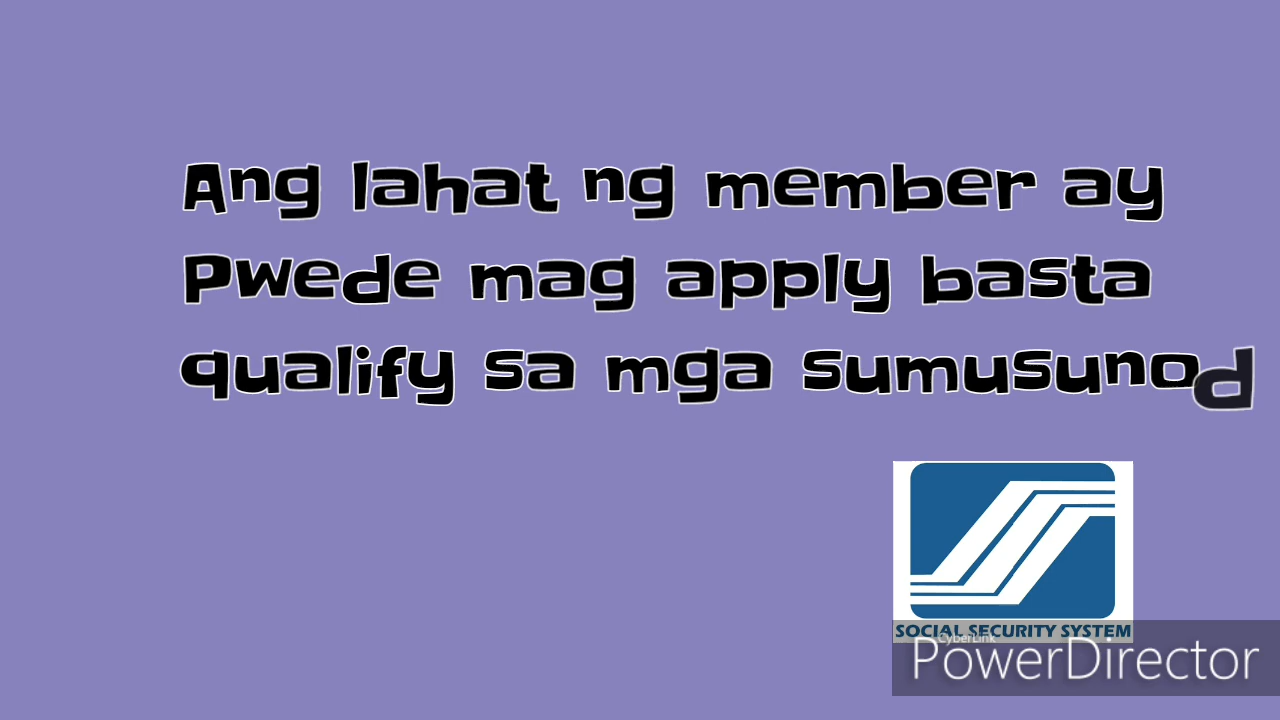 Ang lahat ng member ay
Pwede mag apply basta
qualify sa mga sumusunod
SOCIAL SECURITY SYSTEM
CyberLink
PowerDirector